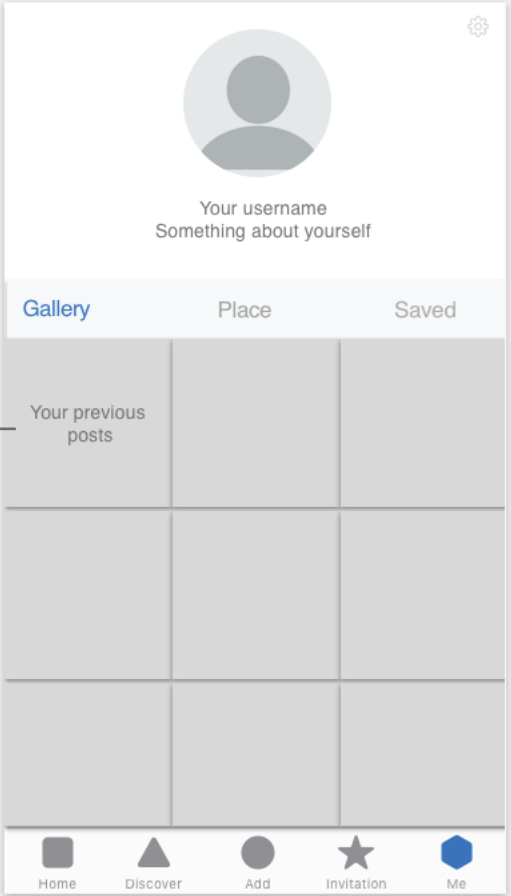 Your username
Something about yourself
Gallery Place Saved
Your previous
posts
Home Discover Add Invitation Me